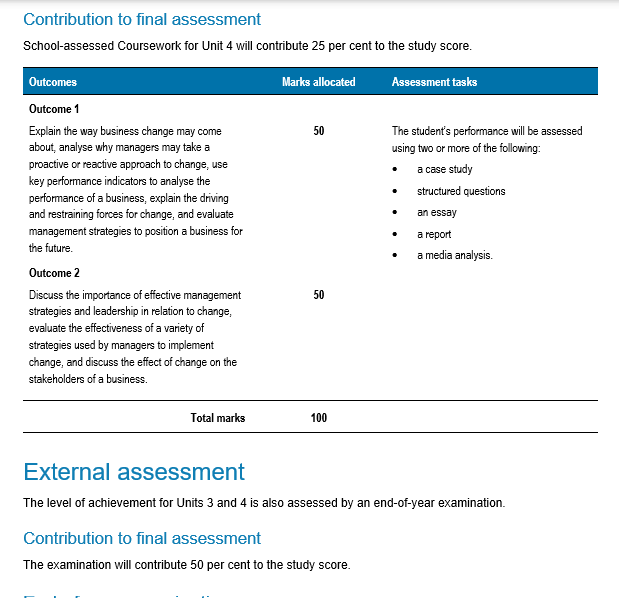 Contribution to final assessment
School-assessed Coursework for Unit 4 will contribute 25 per cent to the study score.
Outcomes Marks allocated Assessment tasks
Outcome 1
Explain the way business change may come 50 The student's performance will be assessed
about, analyse why managers may take a using two or more of the following:
proactive or reactive approach to change, use • a case study
key performance indicators to analyse the • structured questions
performance of a business, explain the driving
and restraining forces for change, and evaluate • an essay
management strategies to position a business for • a report
the future. • a media analysis.
Outcome 2
Discuss the importance of effective management 50
strategies and leadership in relation to change,
evaluate the effectiveness of a variety of
strategies used by managers to implement
change, and discuss the effect of change on the
stakeholders of a business.
Total marks 100
External assessment
The level of achievement for Units 3 and 4 is also assessed by an end-of-year examination.
Contribution to final assessment
The examination will contribute 50 per cent to the study score.